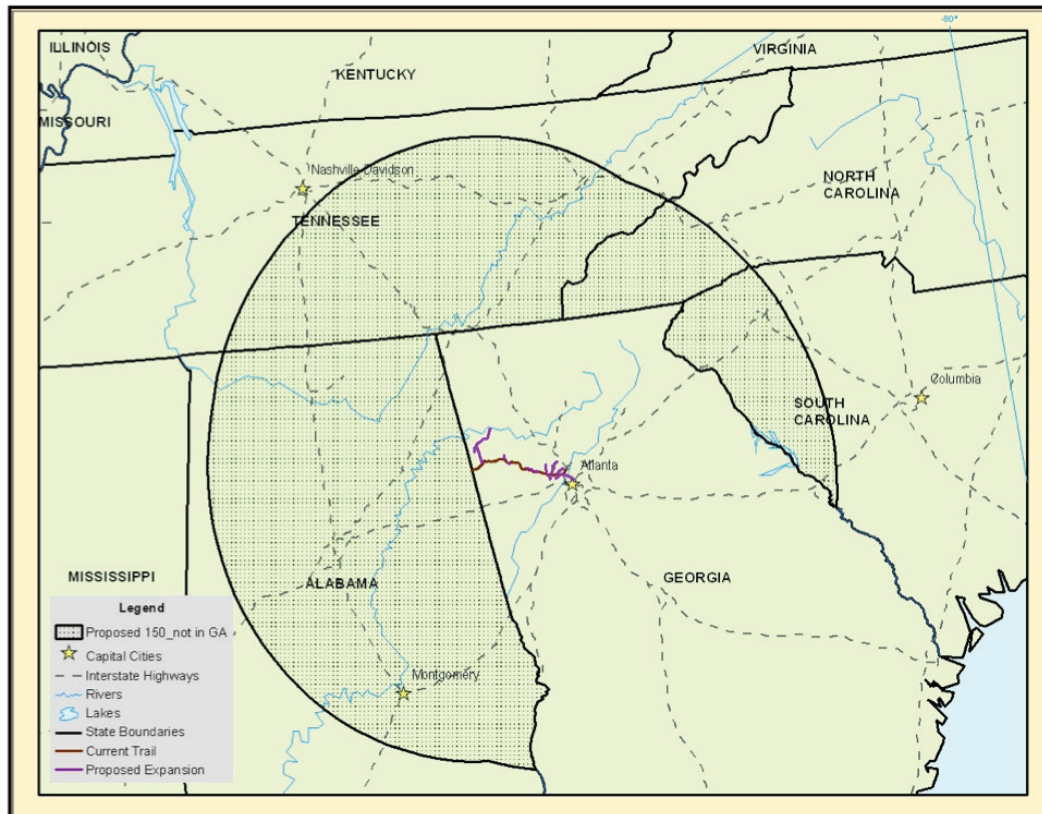 -80°
ILLINOIS
VIRGINIA
KENTUCKY
MISSOURI
Nashville-Davidson
NORTH
CAROLINA
TENNESSEE
Columbia
SOUTH
CAROLINA
Atlanta
MISSISSIPPI
ALABAMA
GEORGIA
Legend
Proposed 150_not in GA
Capital Cities
Interstate Highways
Rivers
Lakes
State Boundaries
Current Trail
Proposed Expansion
Montgomery